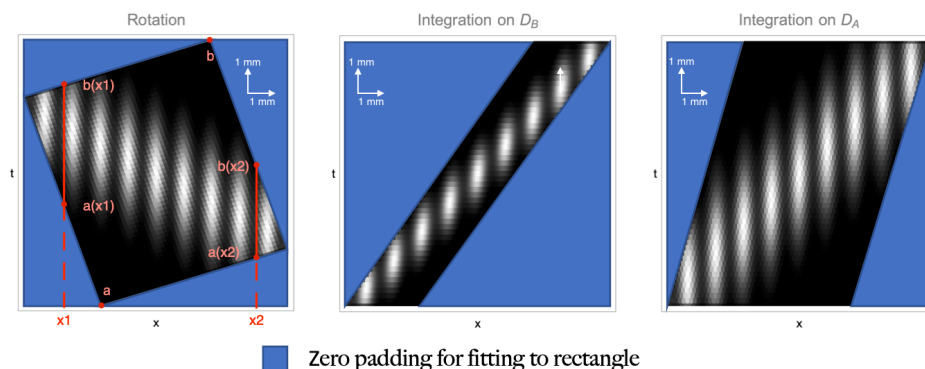 Rotation
Integration on D_B
Integration on D_A
b
1 mm
1 mm
b(x1)
b(x2)
a(x1)
a(x2)
a
t
x1
x
x2
1 mm
1 mm
t
x
1 mm
1 mm
t
x
Zero padding for fitting to rectangle